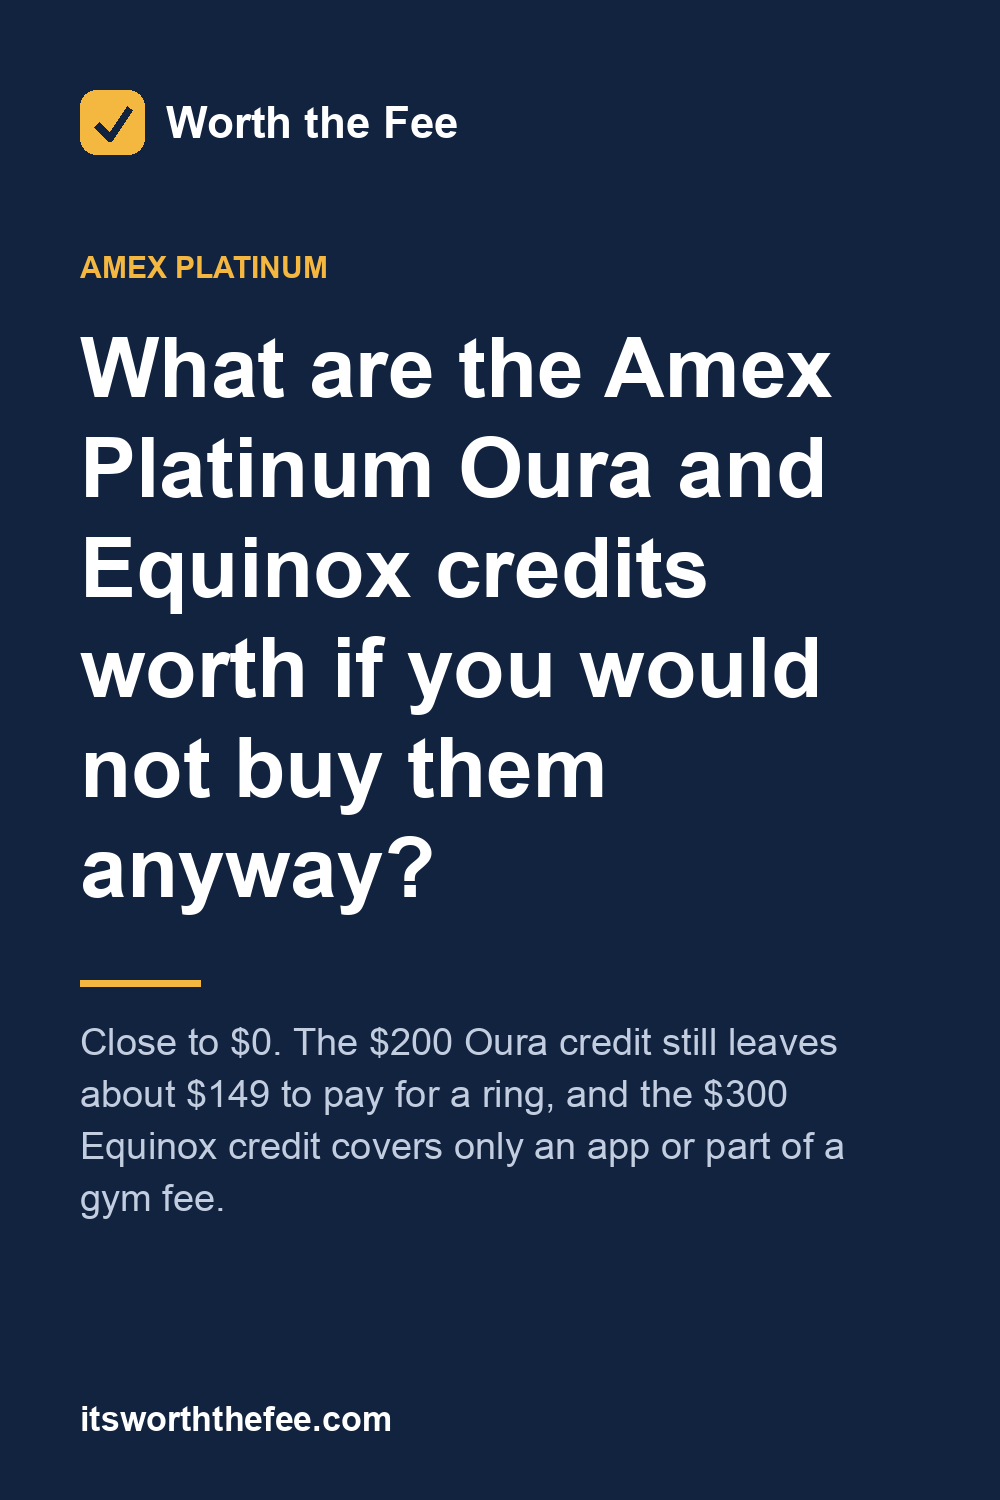 Worth the Fee
AMEX PLATINUM
What are the Amex
Platinum Oura and
Equinox credits
worth if you would
not buy them
anyway?
Close to $0. The $200 Oura credit still leaves
about $149 to pay for a ring, and the $300
Equinox credit covers only an app or part of a
gym fee.
itsworththefee.com